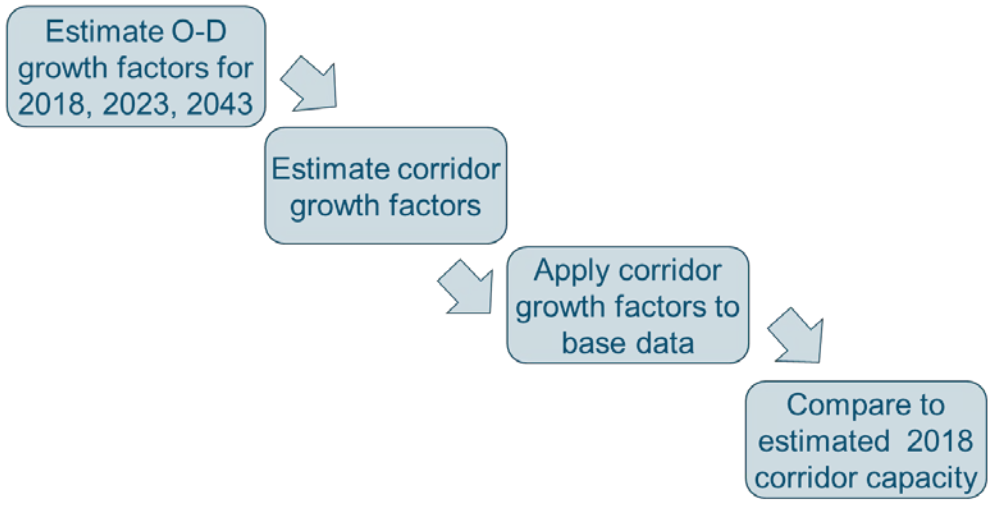 Estimate O-D
growth factors for
2018, 2023, 2043
Estimate corridor
growth factors
Apply corridor
growth factors to
base data
Compare to
estimated  2018
corridor capacity